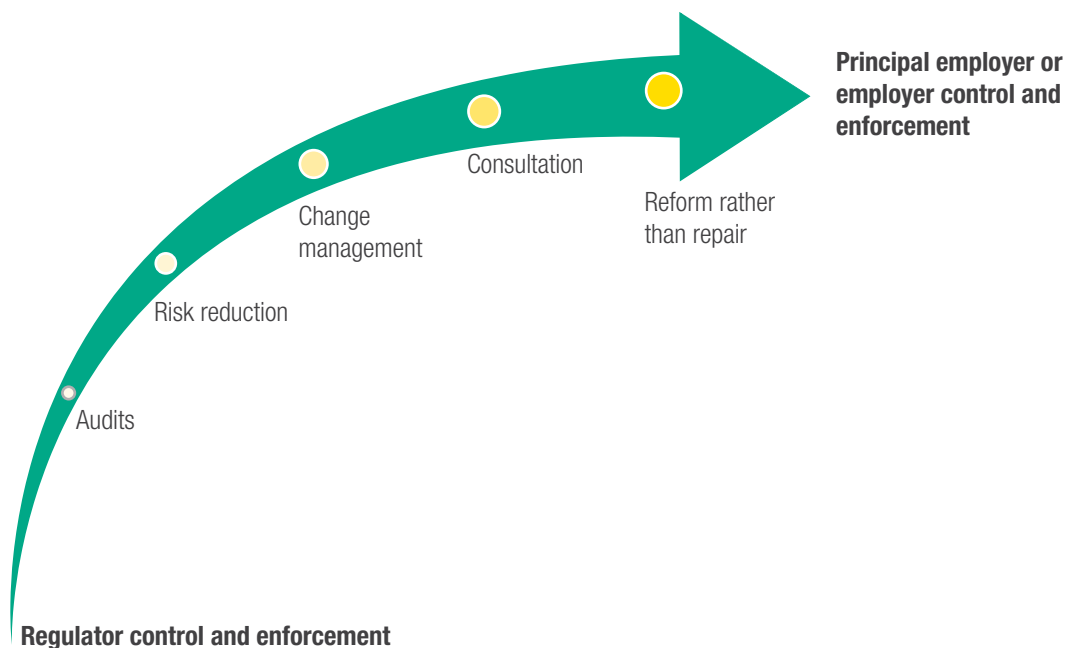 Principal employer or
employer control and
enforcement
Consultation
Reform rather
than repair
Change
management
Risk reduction
Audits
Regulator control and enforcement